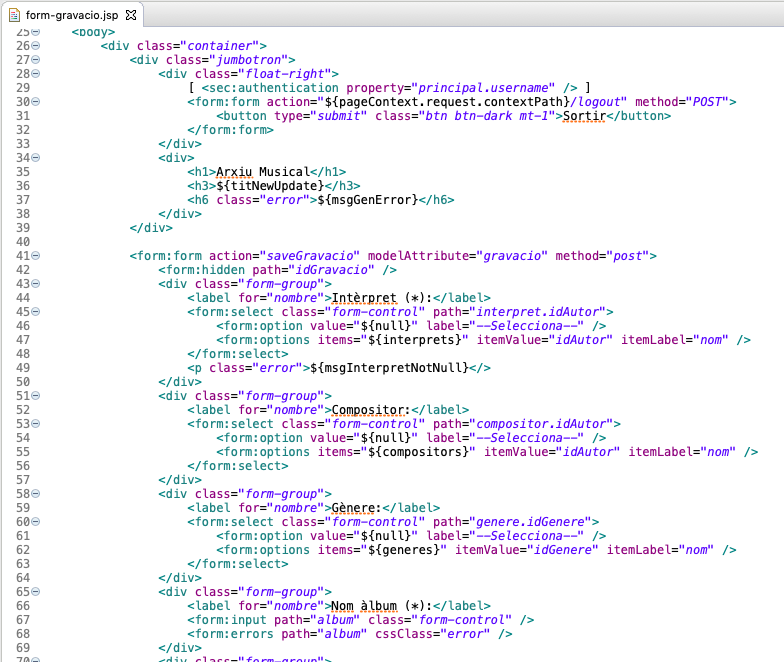 form-gravacio.jsp
25 <body>
26 <div class="container">
27 <div class="jumbotron">
28 <div class="float-right">
29 [ <sec:authentication property="principal.username" /> ]
30 <form:form action="${pageContext.request.contextPath}/logout" method="POST">
31 <button type="submit" class="btn btn-dark mt-1">Sortir</button>
32 </form:form>
33 </div>
34 <div>
35 <h1>Arxiu Musical</h1>
36 <h3>${titNewUpdate}</h3>
37 <h6 class="error">${msgGenError}</h6>
38 </div>
39 </div>
40
41 <form:form action="saveGravacio" modelAttribute="gravacio" method="post">
42 <form:hidden path="idGravacio" />
43 <div class="form-group">
44 <label for="nombre">Intèrpret (*):</label>
45 <form:select class="form-control" path="interpret.idAutor">
46 <form:option value="${null}" label="--Selecciona--" />
47 <form:options items="${interprets}" itemValue="idAutor" itemLabel="nom" />
48 </form:select>
49 <p class="error">${msgInterpretNotNull}</>
50 </div>
51 <div class="form-group">
52 <label for="nombre">Compositor:</label>
53 <form:select class="form-control" path="compositor.idAutor">
54 <form:option value="${null}" label="--Selecciona--" />
55 <form:options items="${compositors}" itemValue="idAutor" itemLabel="nom" />
56 </form:select>
57 </div>
58 <div class="form-group">
59 <label for="nombre">Gènere:</label>
60 <form:select class="form-control" path="genere.idGenere">
61 <form:option value="${null}" label="--Selecciona--" />
62 <form:options items="${generes}" itemValue="idGenere" itemLabel="nom" />
63 </form:select>
64 </div>
65 <div class="form-group">
66 <label for="nombre">Nom àlbum (*):</label>
67 <form:input path="album" class="form-control" />
68 <form:errors path="album" cssClass="error" />
69 </div>
70 <div class="form-group">